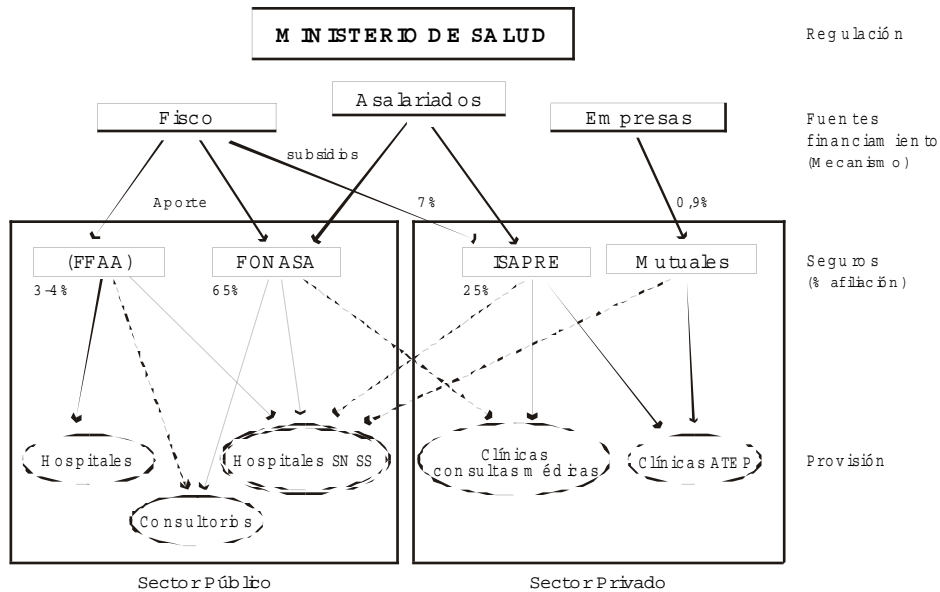 MINISTERIO DE SALUD
Regulación
Fisco
Asalariados
Empresas
Fuentes
financiamiento
(Mecanismo)
subsidios
Aporte
7%
0,9%
(FFAA)
FONASA
ISAPRE
Mutuales
Seguros
(% afiliación)
3-4%
65%
25%
Hospitales
Hospitales SNSS
Clínicas
consultas médicas
Clínicas ATEP
Provisión
Consultorios
Sector Público
Sector Privado